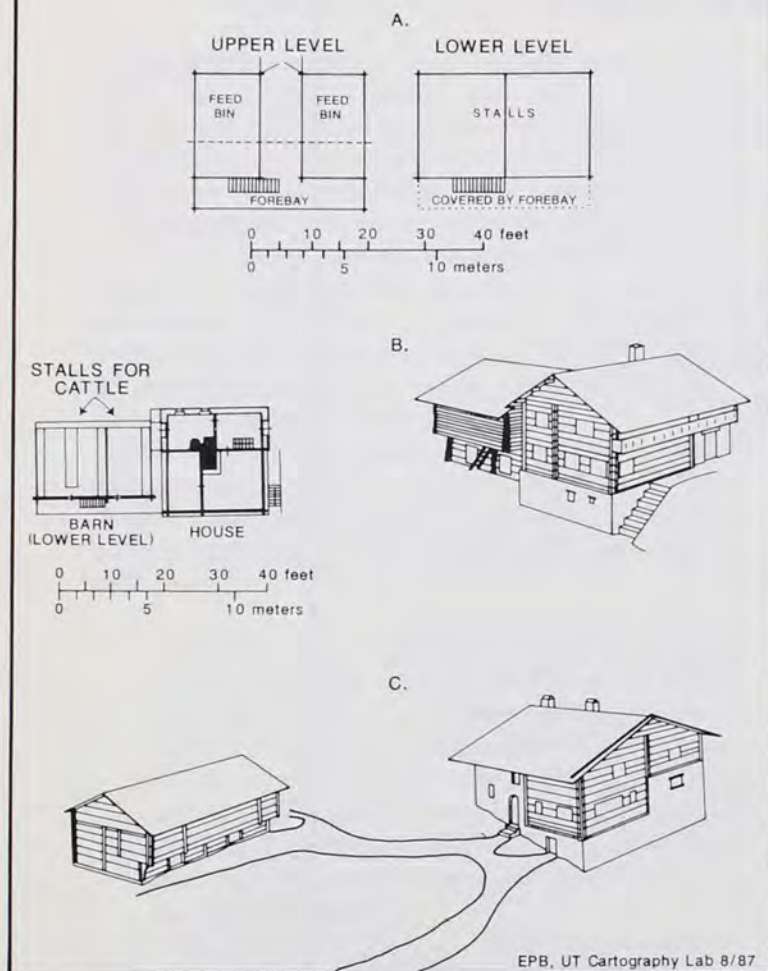 A.
UPPER LEVEL
LOWER LEVEL
FEED
BIN
FEED
BIN
STALLS
FOREBAY
COVERED BY FOREBAY
0 10 20 30 40 feet
0 5 10 meters
B.
STALLS FOR
CATTLE
BARN
(LOWER LEVEL)
HOUSE
0 10 20 30 40 feet
0 5 10 meters
C.
EPB, UT Cartography Lab 8/87